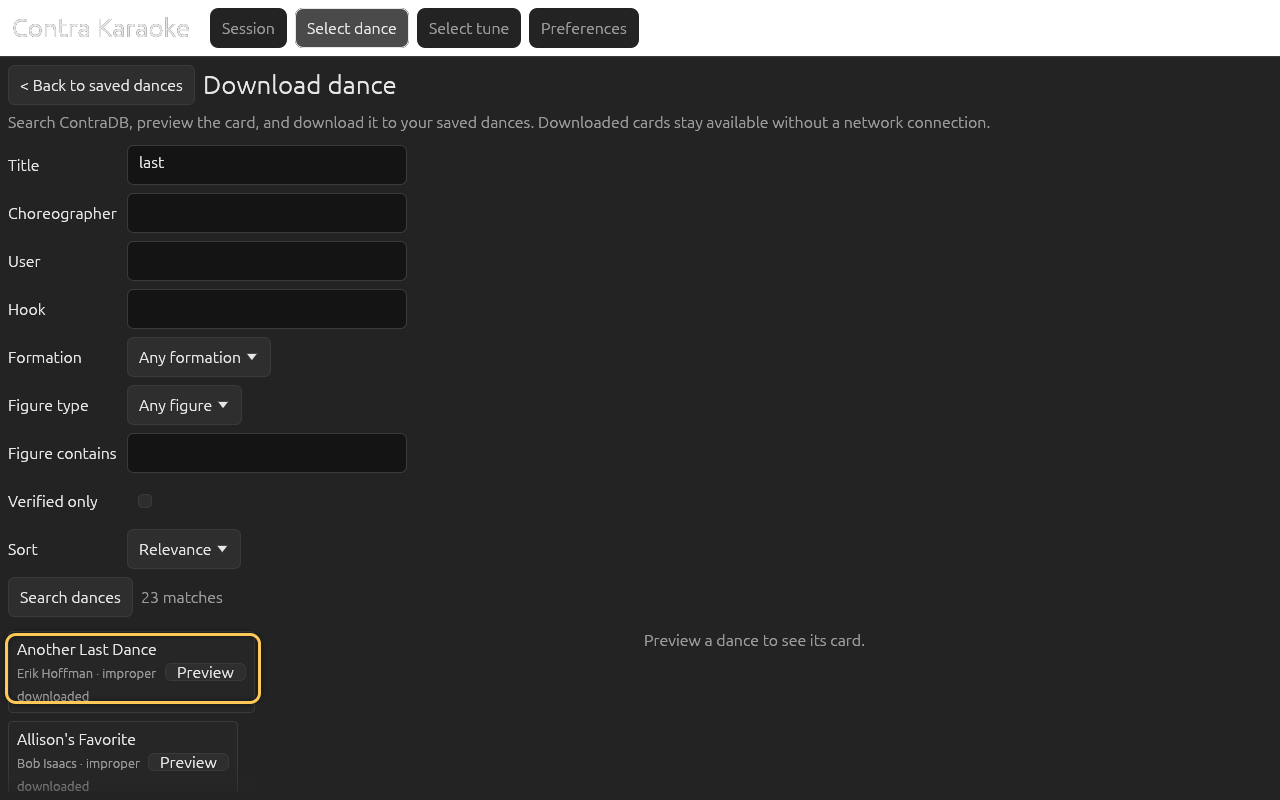 Contra Karaoke Session Select dance Select tune Preferences
< Back to saved dances Download dance
Search ContraDB, preview the card, and download it to your saved dances. Downloaded cards stay available without a network connection.
Title last
Choreographer
User
Hook
Formation Any formation
Figure type Any figure
Figure contains
Verified only
Sort Relevance
Search dances 23 matches
Preview a dance to see its card.
Another Last Dance
Erik Hoffman · improper Preview
downloaded
Allison's Favorite
Bob Isaacs · improper Preview
downloaded